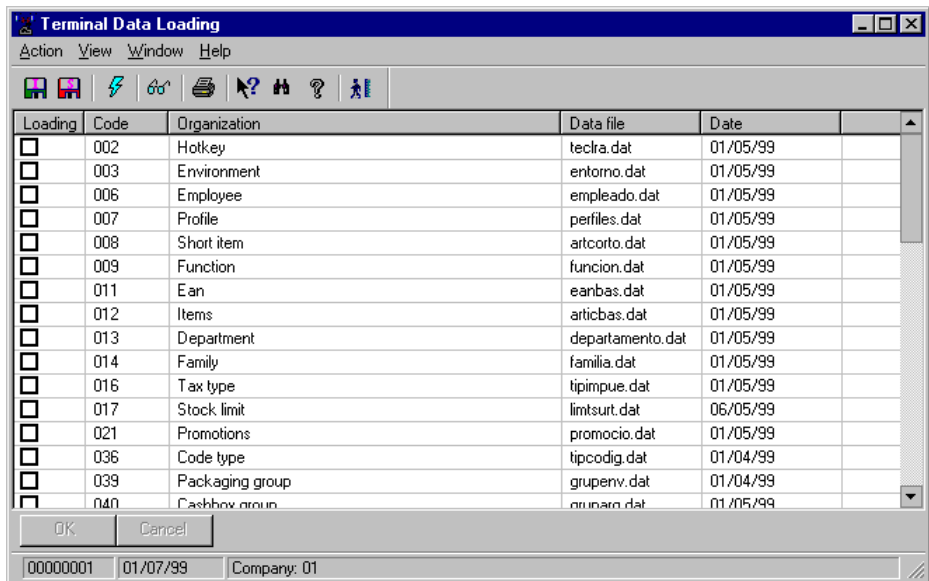 Terminal Data Loading
Action View Window Help
Loading Code Organization Data file Date
002 Hotkey teclra.dat 01/05/99
003 Environment entorno.dat 01/05/99
006 Employee empleado.dat 01/05/99
007 Profile perfiles.dat 01/05/99
008 Short item artcorto.dat 01/05/99
009 Function funcion.dat 01/05/99
011 Ean eanbas.dat 01/05/99
012 Items articbas.dat 01/05/99
013 Department departamento.dat 01/05/99
014 Family familia.dat 01/05/99
016 Tax type tipimpue.dat 01/05/99
017 Stock limit limtsurt.dat 06/05/99
021 Promotions promocio.dat 01/05/99
036 Code type tipcodig.dat 01/04/99
039 Packaging group grupenv.dat 01/04/99
040 Cashbox group gruparq.dat 01/05/99
OK Cancel
00000001 01/07/99 Company: 01